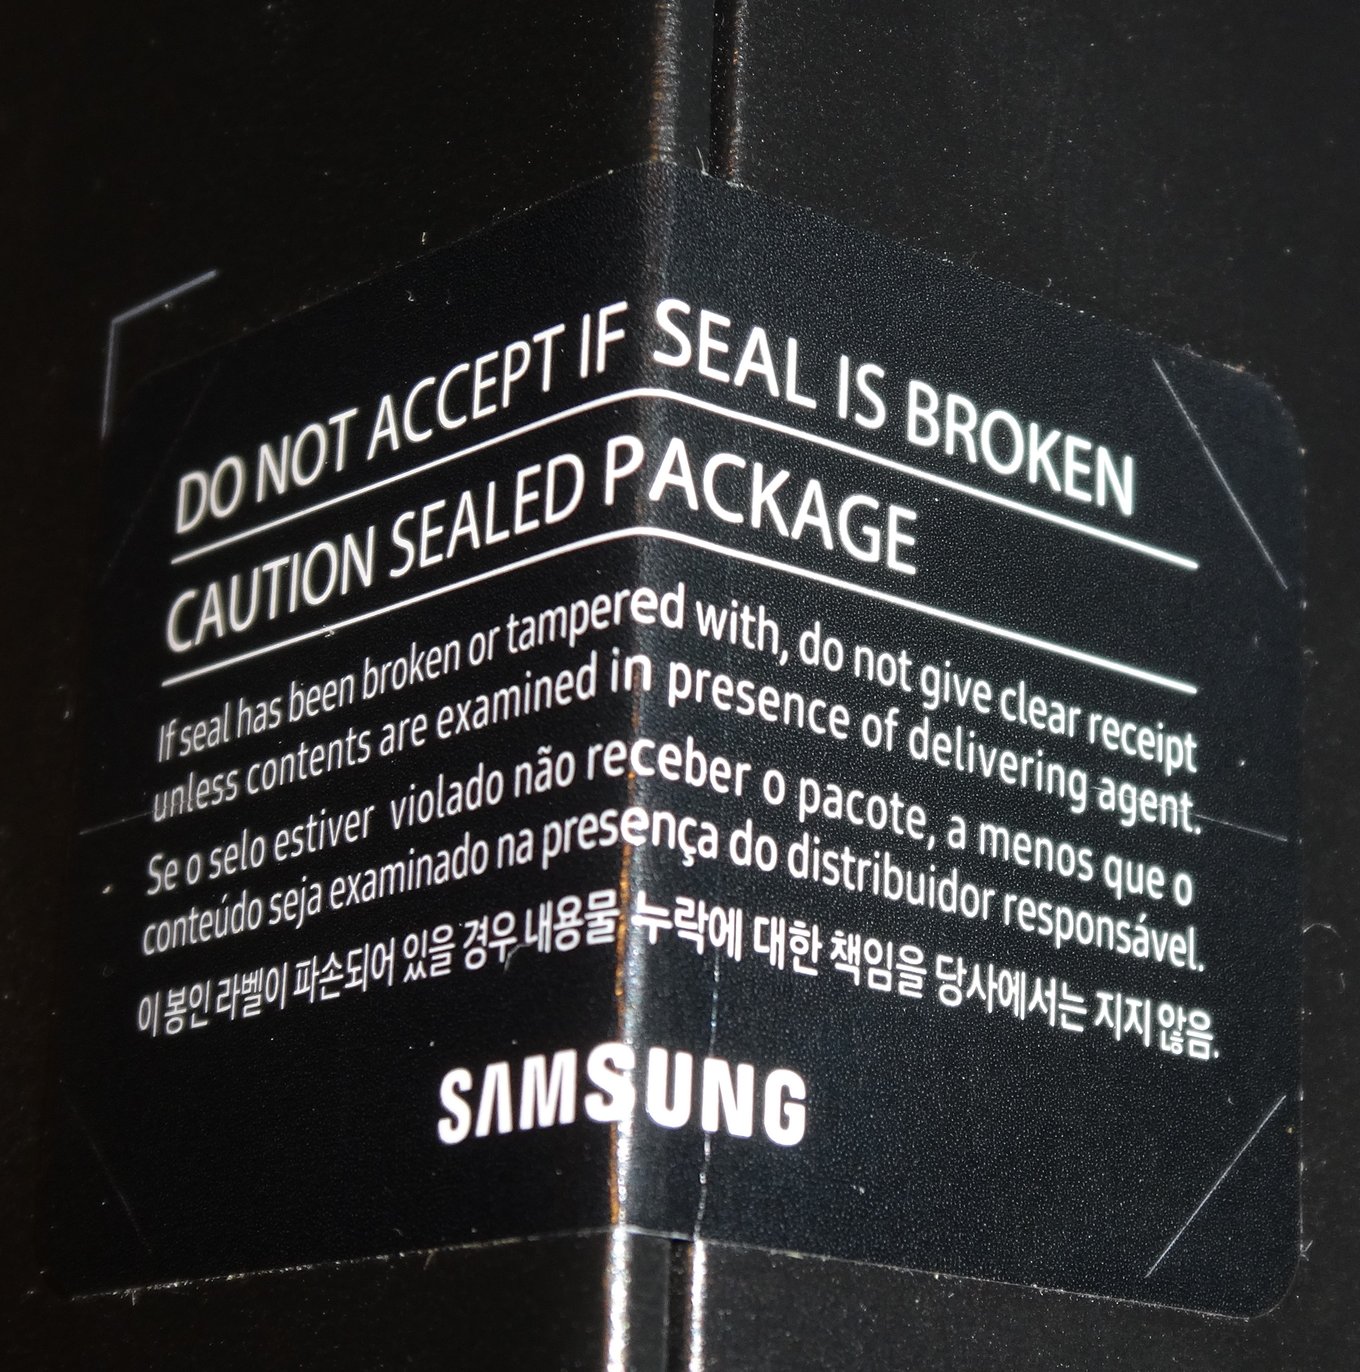 DO NOT ACCEPT IF SEAL IS BROKEN
CAUTION SEALED PACKAGE
If seal has been broken or tampered with, do not give clear receipt
unless contents are examined in presence of delivering agent.
Se o selo estiver violado não receber o pacote, a menos que o
conteúdo seja examinado na presença do distribuidor responsável.
이 봉인 라벨이 파손되어 있을 경우 내용물 누락에 대한 책임을 당사에서는 지지 않음.
SAMSUNG